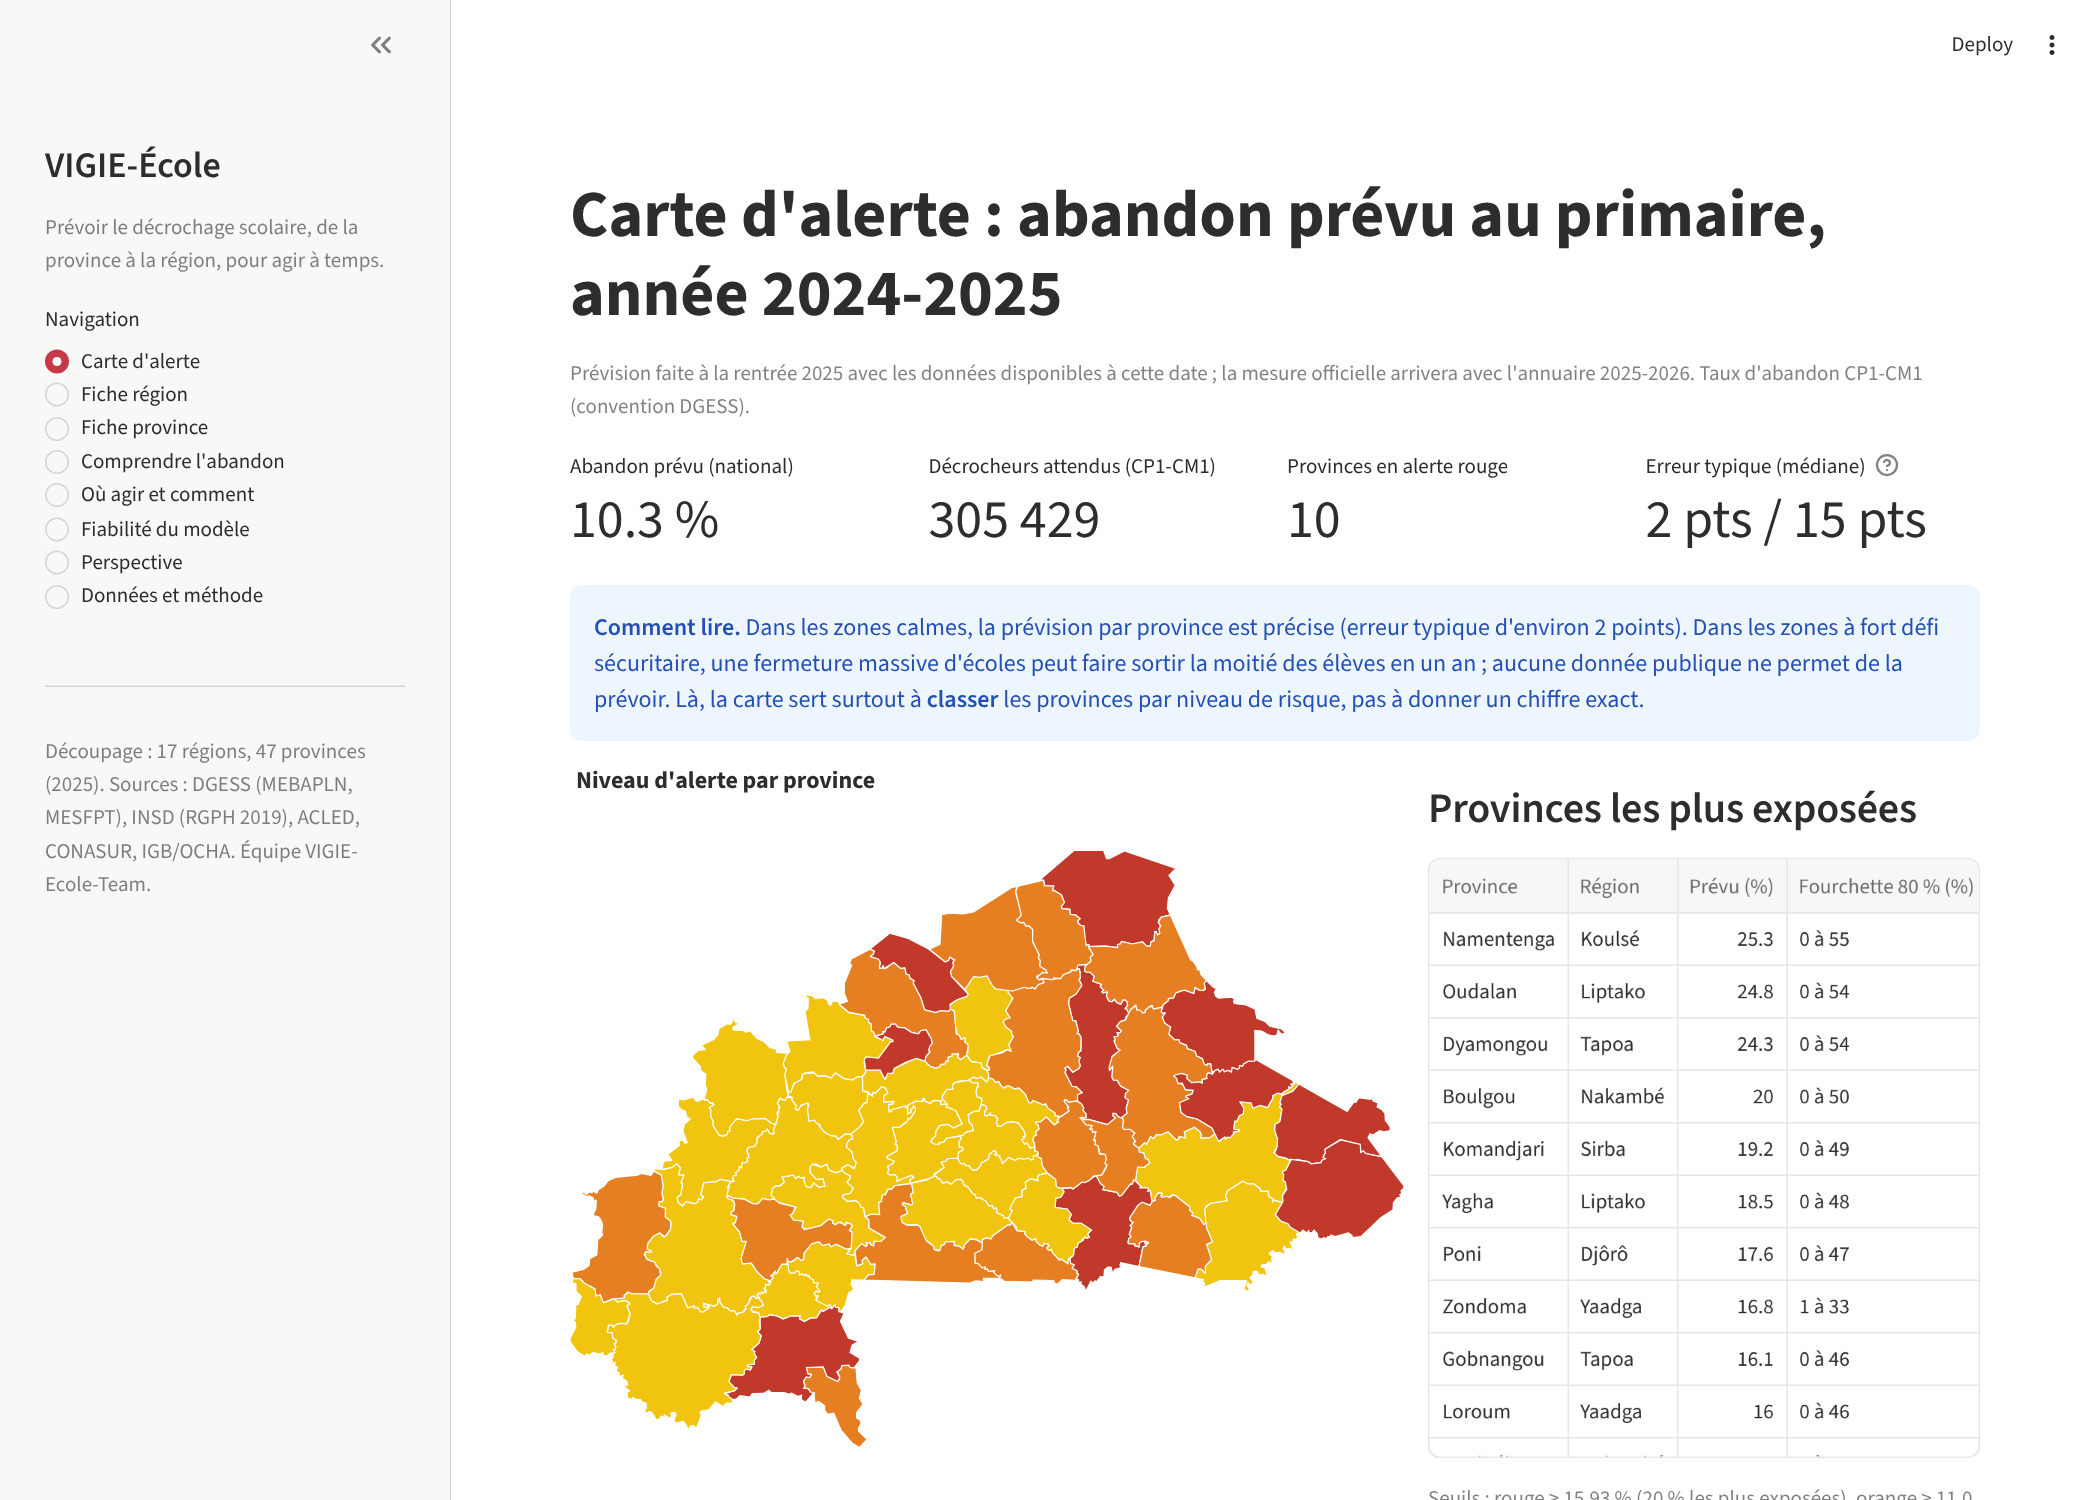 Deploy
VIGIE-École
Prévoir le décrochage scolaire, de la
province à la région, pour agir à temps.
Navigation
Carte d'alerte
Fiche région
Fiche province
Comprendre l'abandon
Où agir et comment
Fiabilité du modèle
Perspective
Données et méthode
Découpage : 17 régions, 47 provinces
(2025). Sources : DGESS (MEBAPLN,
MESFPT), INSD (RGPH 2019), ACLED,
CONASUR, IGB/OCHA. Équipe VIGIE-
Ecole-Team.
Carte d'alerte : abandon prévu au primaire,
année 2024-2025
Prévision faite à la rentrée 2025 avec les données disponibles à cette date ; la mesure officielle arrivera avec l'annuaire 2025-2026. Taux d'abandon CP1-CM1
(convention DGESS).
Abandon prévu (national)
10.3 %
Décrocheurs attendus (CP1-CM1)
305 429
Provinces en alerte rouge
10
Erreur typique (médiane)
2 pts / 15 pts
Comment lire. Dans les zones calmes, la prévision par province est précise (erreur typique d'environ 2 points). Dans les zones à fort défi
sécuritaire, une fermeture massive d'écoles peut faire sortir la moitié des élèves en un an ; aucune donnée publique ne permet de la
prévoir. Là, la carte sert surtout à classer les provinces par niveau de risque, pas à donner un chiffre exact.
Niveau d'alerte par province
Provinces les plus exposées
Province Région Prévu (%) Fourchette 80 % (%)
Namentenga Koulsé 25.3 0 à 55
Oudalan Liptako 24.8 0 à 54
Dyamongou Tapoa 24.3 0 à 54
Boulgou Nakambé 20 0 à 50
Komandjari Sirba 19.2 0 à 49
Yagha Liptako 18.5 0 à 48
Poni Djôrô 17.6 0 à 47
Zondoma Yaadga 16.8 1 à 33
Gobnangou Tapoa 16.1 0 à 46
Loroum Yaadga 16 0 à 46
Seuils : rouge ≥ 15.93 % (20 % les plus exposées), orange ≥ 11.0